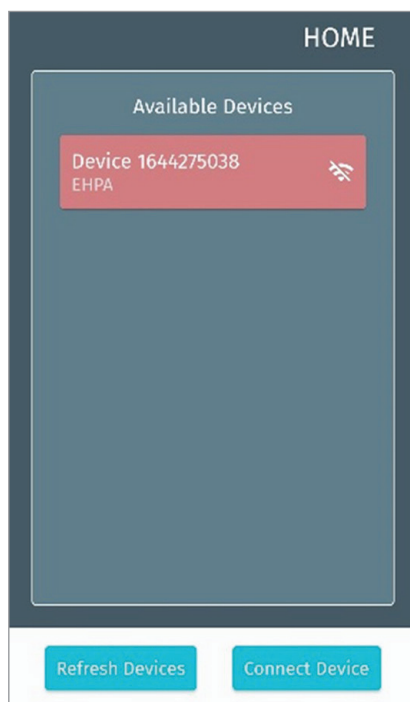 HOME
Available Devices
Device 1644275038
EHPA
Refresh Devices
Connect Device